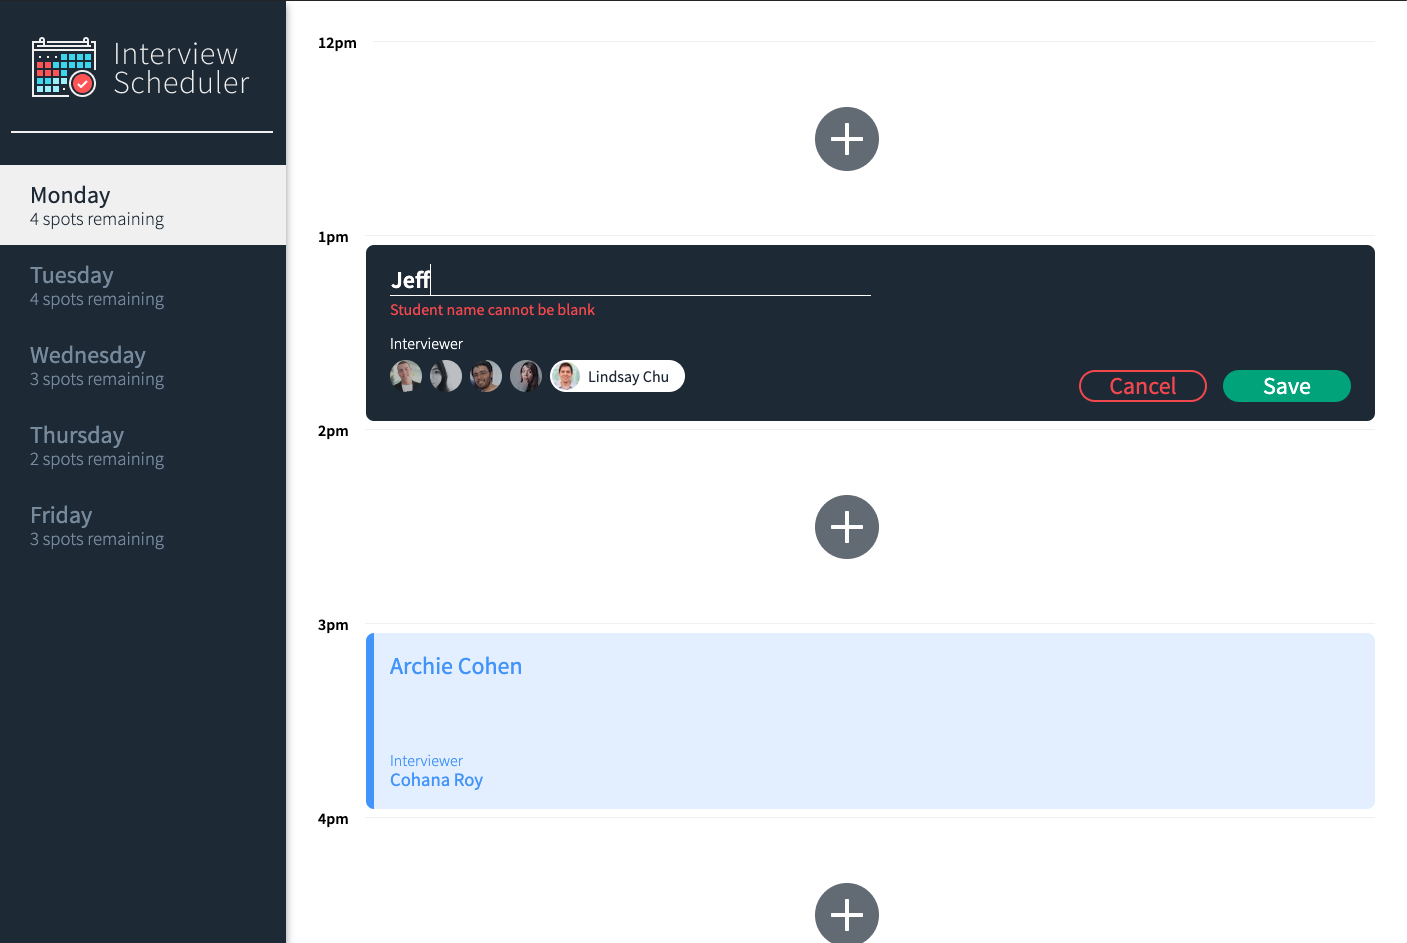 Interview
Scheduler
Monday
4 spots remaining
Tuesday
4 spots remaining
Wednesday
3 spots remaining
Thursday
2 spots remaining
Friday
3 spots remaining
12pm
1pm
Jeff
Student name cannot be blank
Interviewer
Lindsay Chu
Cancel
Save
2pm
3pm
Archie Cohen
Interviewer
Cohana Roy
4pm